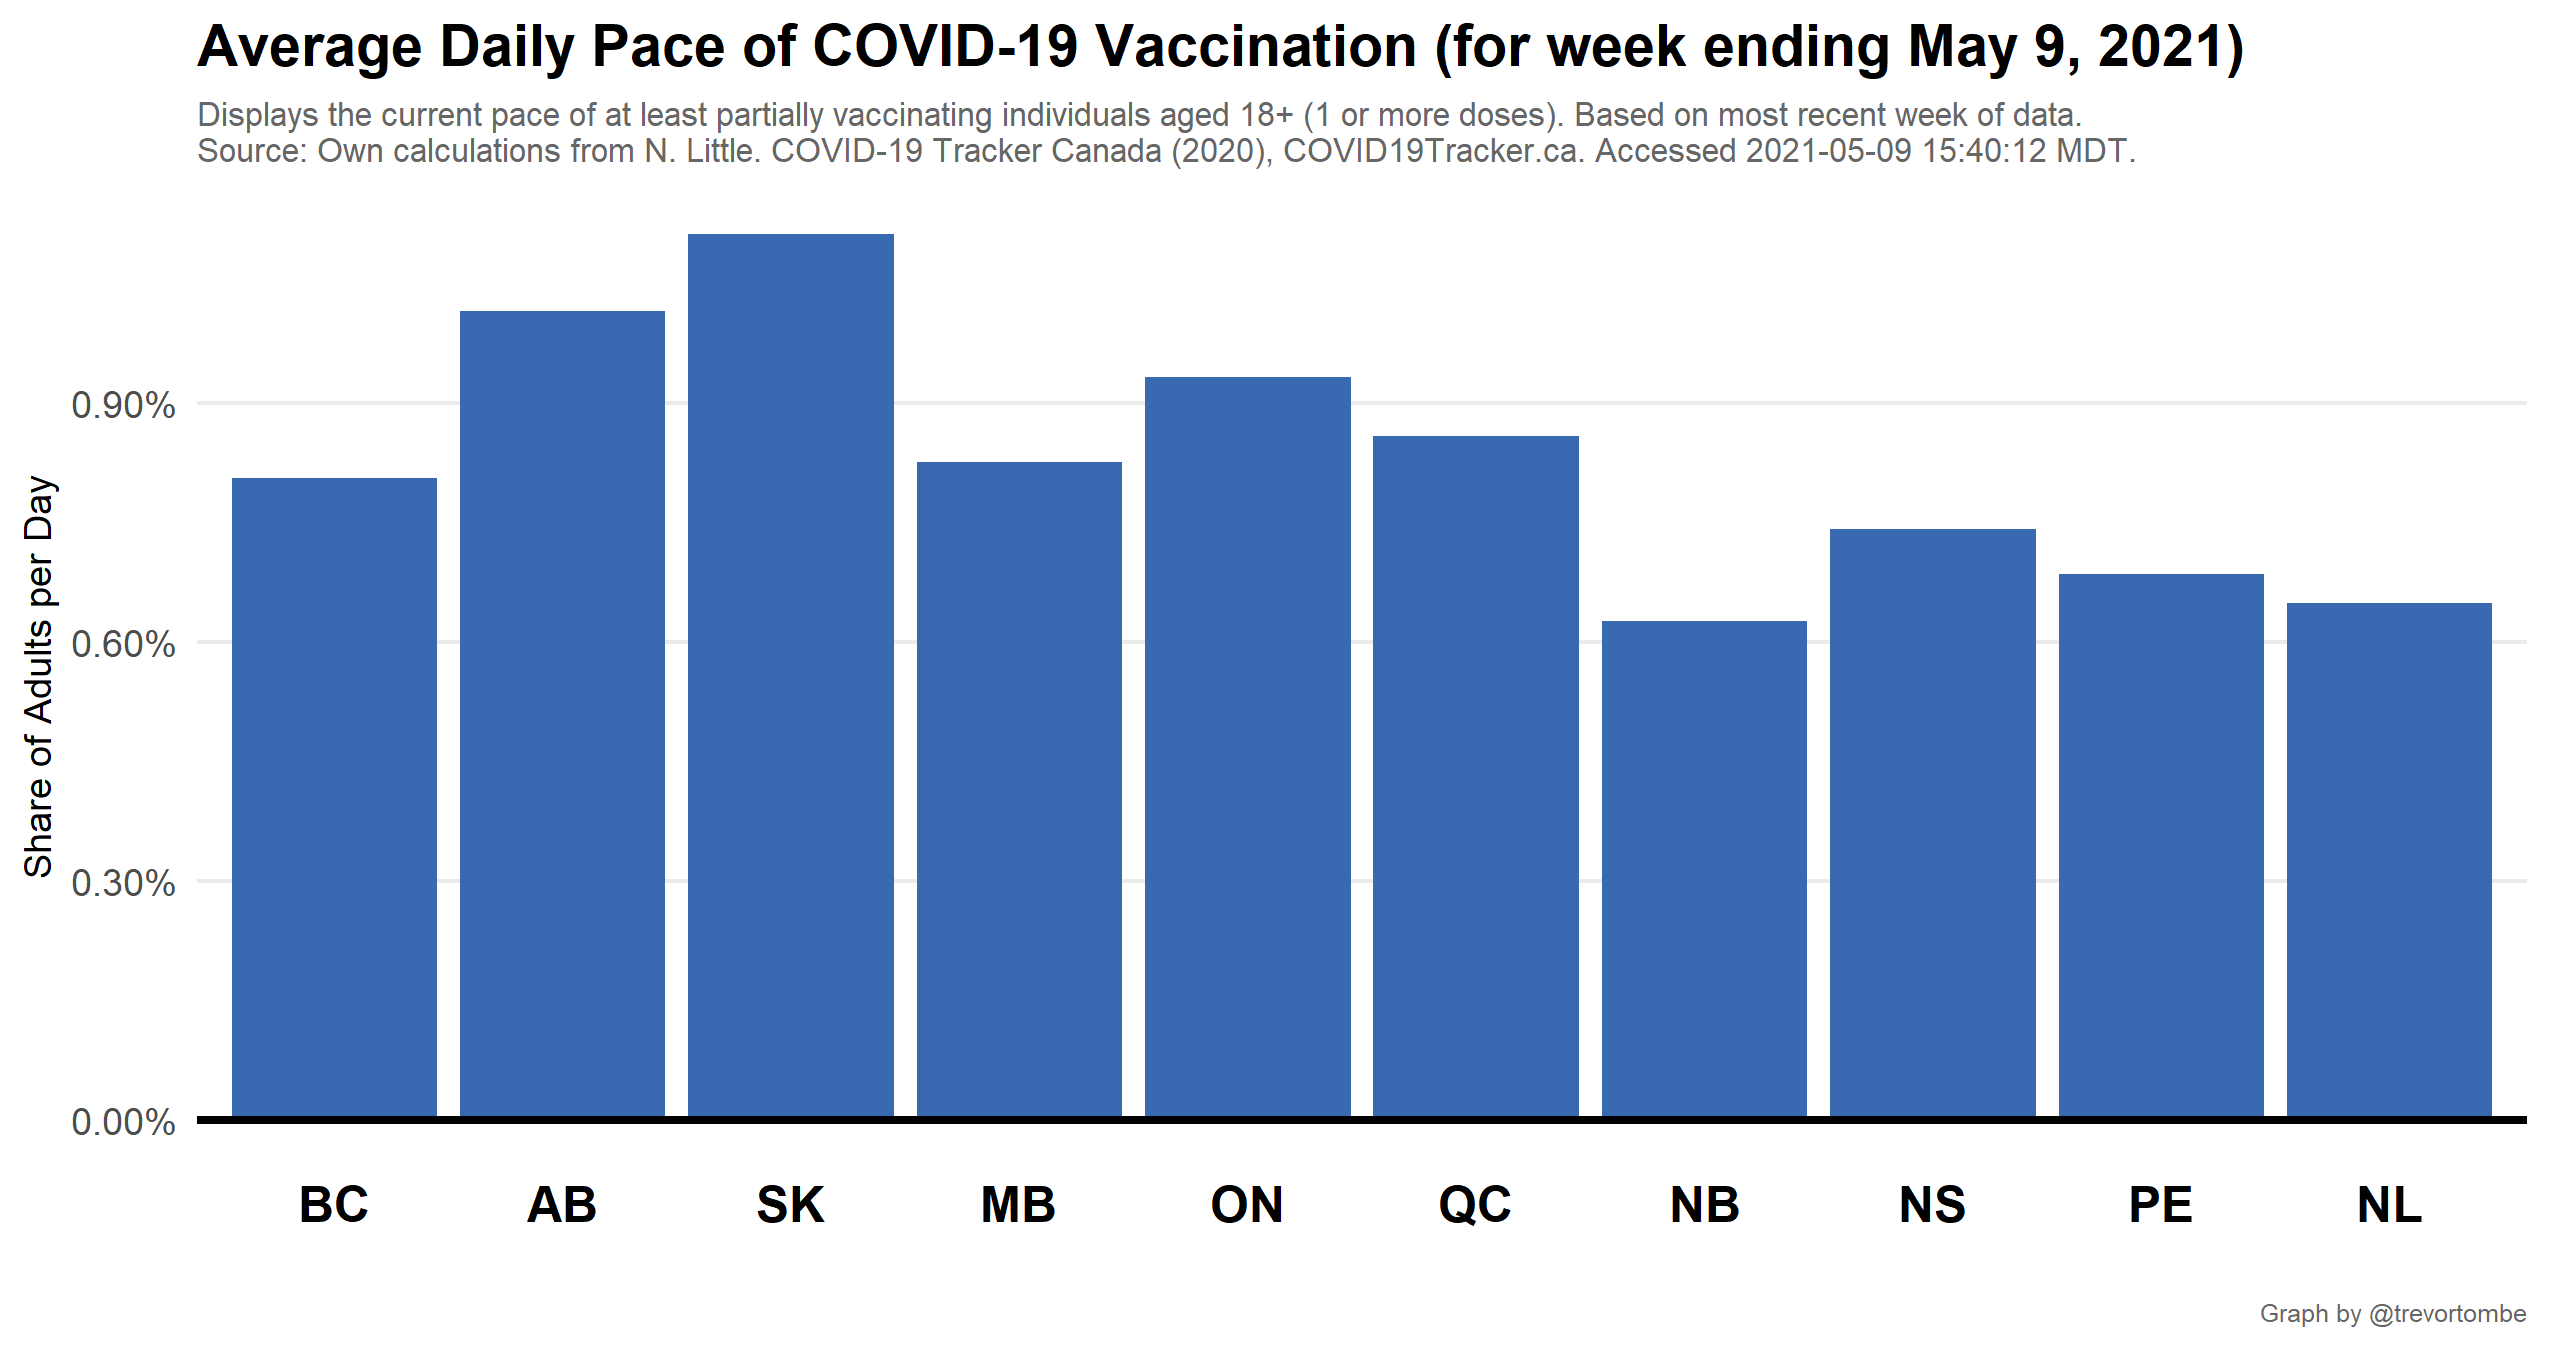 Average Daily Pace of COVID-19 Vaccination (for week ending May 9, 2021)
Displays the current pace of at least partially vaccinating individuals aged 18+ (1 or more doses). Based on most recent week of data.
Source: Own calculations from N. Little. COVID-19 Tracker Canada (2020), COVID19Tracker.ca. Accessed 2021-05-09 15:40:12 MDT.
Share of Adults per Day
0.90%
0.60%
0.30%
0.00%
BC AB SK MB ON QC NB NS PE NL
Graph by @trevortombe